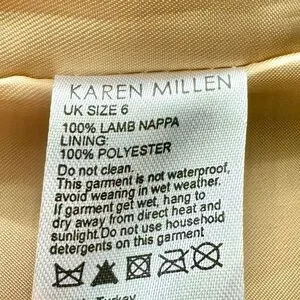 KAREN MILLEN
UK SIZE 6
100% LAMB NAPPA
LINING:
100% POLYESTER
Do not clean.
This garment is not waterproof,
avoid wearing in wet weather.
If garment get wet, hang to
dry away from direct heat and
sunlight.Do not use household
detergents on this garment.
Turkey